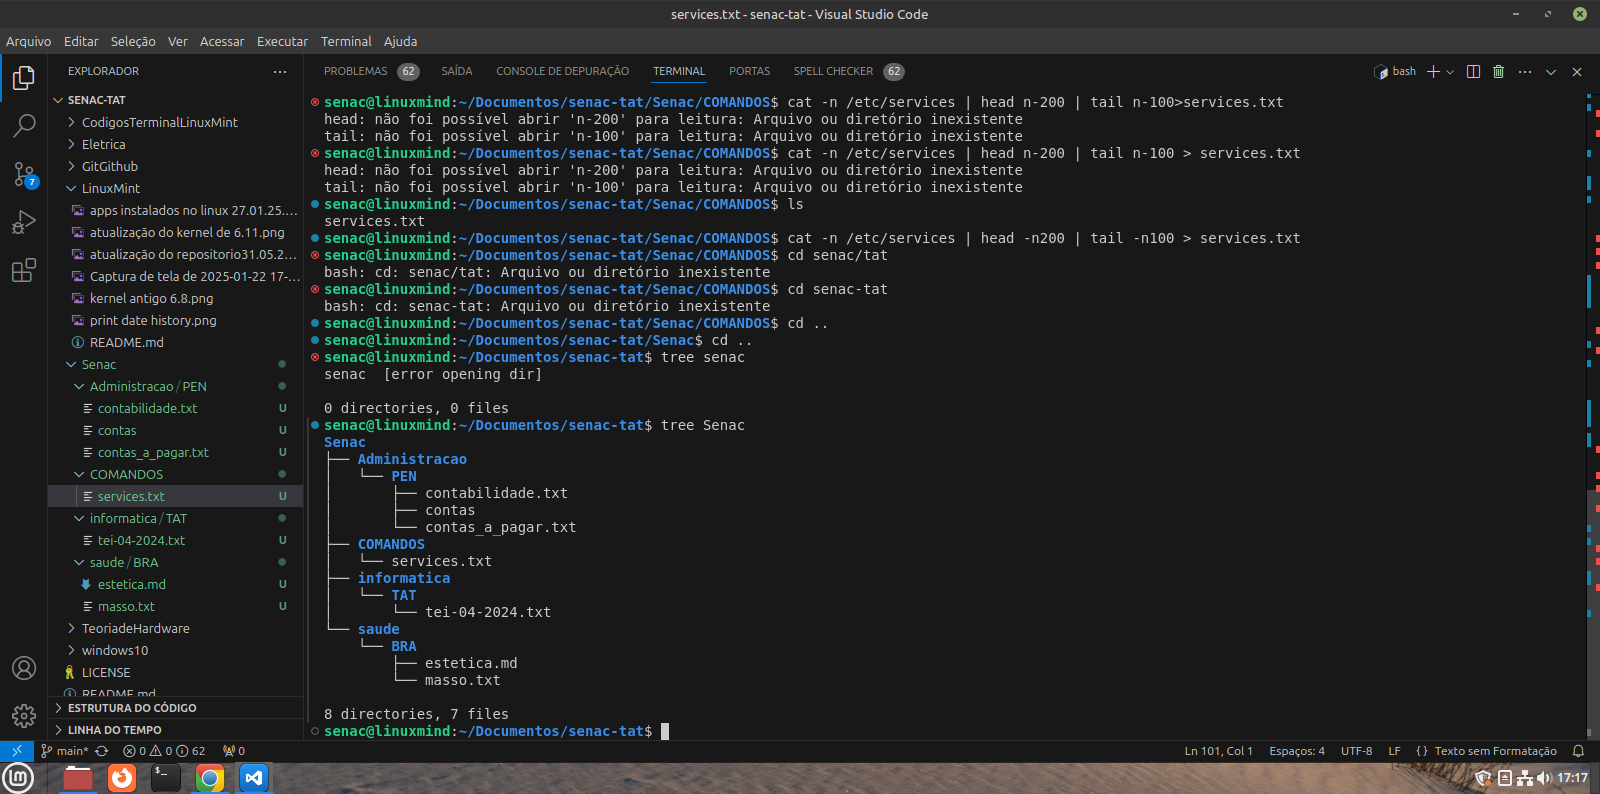 services.txt - senac-tat - Visual Studio Code
Arquivo Editar Seleção Ver Acessar Executar Terminal Ajuda
EXPLORADOR
SENAC-TAT
CodigosTerminalLinuxMint
Eletrica
GitGithub
LinuxMint
apps instalados no linux 27.01.25....
atualização do kernel de 6.11.png
atualização do repositorio31.05.2...
Captura de tela de 2025-01-22 17-...
kernel antigo 6.8.png
print date history.png
README.md
Senac
Administracao / PEN
contabilidade.txt U
contas U
contas_a_pagar.txt U
COMANDOS
services.txt U
informatica / TAT
tei-04-2024.txt U
saude / BRA
estetica.md U
masso.txt U
TeoriadeHardware
windows10
LICENSE
README.md
ESTRUTURA DO CÓDIGO
LINHA DO TEMPO
7
PROBLEMAS 62 SAÍDA CONSOLE DE DEPURAÇÃO TERMINAL PORTAS SPELL CHECKER 62 bash
senac@linuxmind:~/Documentos/senac-tat/Senac/COMANDOS$ cat -n /etc/services | head n-200 | tail n-100>services.txt
head: não foi possível abrir 'n-200' para leitura: Arquivo ou diretório inexistente
tail: não foi possível abrir 'n-100' para leitura: Arquivo ou diretório inexistente
senac@linuxmind:~/Documentos/senac-tat/Senac/COMANDOS$ cat -n /etc/services | head n-200 | tail n-100 > services.txt
head: não foi possível abrir 'n-200' para leitura: Arquivo ou diretório inexistente
tail: não foi possível abrir 'n-100' para leitura: Arquivo ou diretório inexistente
senac@linuxmind:~/Documentos/senac-tat/Senac/COMANDOS$ ls
services.txt
senac@linuxmind:~/Documentos/senac-tat/Senac/COMANDOS$ cat -n /etc/services | head -n200 | tail -n100 > services.txt
senac@linuxmind:~/Documentos/senac-tat/Senac/COMANDOS$ cd senac/tat
bash: cd: senac/tat: Arquivo ou diretório inexistente
senac@linuxmind:~/Documentos/senac-tat/Senac/COMANDOS$ cd senac-tat
bash: cd: senac-tat: Arquivo ou diretório inexistente
senac@linuxmind:~/Documentos/senac-tat/Senac/COMANDOS$ cd ..
senac@linuxmind:~/Documentos/senac-tat/Senac$ cd ..
senac@linuxmind:~/Documentos/senac-tat$ tree senac
senac  [error opening dir]
0 directories, 0 files
senac@linuxmind:~/Documentos/senac-tat$ tree Senac
Senac
├── Administracao
│   └── PEN
│       ├── contabilidade.txt
│       ├── contas
│       └── contas_a_pagar.txt
├── COMANDOS
│   └── services.txt
├── informatica
│   └── TAT
│       └── tei-04-2024.txt
└── saude
    └── BRA
        ├── estetica.md
        └── masso.txt
8 directories, 7 files
senac@linuxmind:~/Documentos/senac-tat$
main* 0 0 62 0 Ln 101, Col 1 Espaços: 4 UTF-8 LF {} Texto sem Formatação
17:17